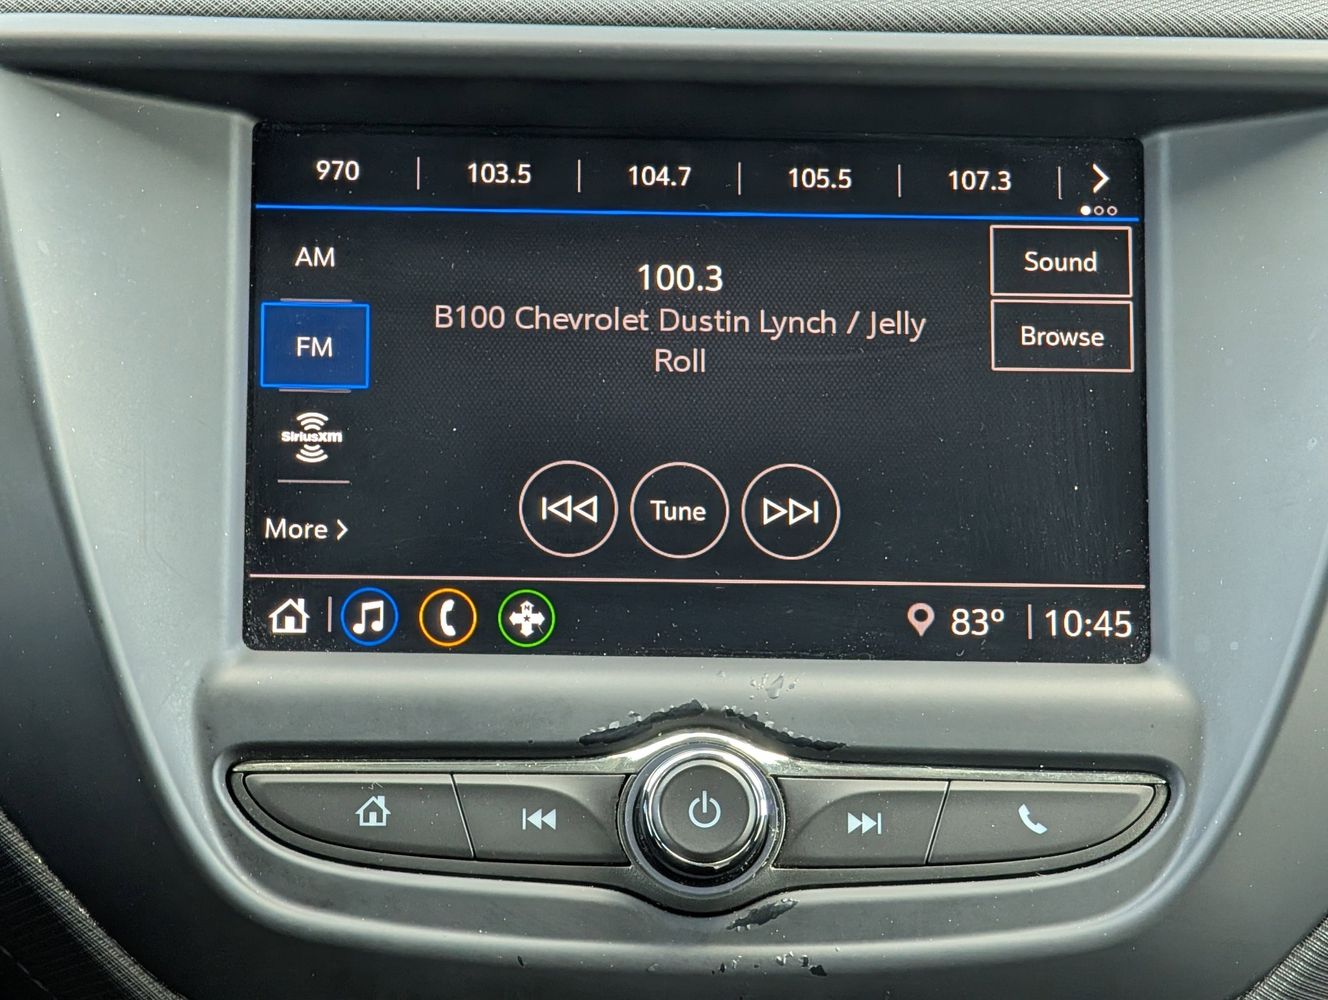 970 | 103.5 | 104.7 | 105.5 | 107.3 |
AM
FM
SiriusXM
More
100.3
B100 Chevrolet Dustin Lynch / Jelly
Roll
Sound
Browse
Tune
83° | 10:45